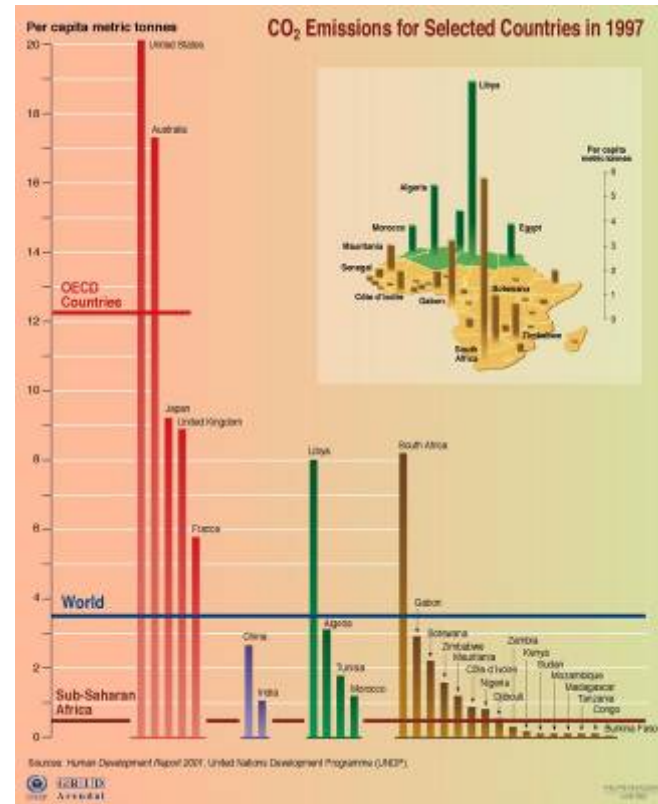 CO2 Emissions for Selected Countries in 1997
Per capita metric tonnes
20
18
16
14
12
10
8
6
4
2
0
United States
Australia
OECD
Countries
Japan
United Kingdom
France
World
Sub-Saharan
Africa
China
India
Libya
Algeria
Tunisia
Morocco
South Africa
Gabon
Botswana
Zimbabwe
Mauritania
Côte d'Ivoire
Nigeria
Djibouti
Zambia
Kenya
Sudan
Mozambique
Madagascar
Tanzania
Congo
Burkina Faso
Libya
Per capita
metric tonnes
6
5
4
3
2
1
0
Algeria
Morocco
Egypt
Mauritania
Senegal
Côte d'Ivoire
Gabon
Botswana
Zimbabwe
South
Africa
Sources: Human Development Report 2001, United Nations Development Programme (UNDP).
UNEP
GRID
Arendal